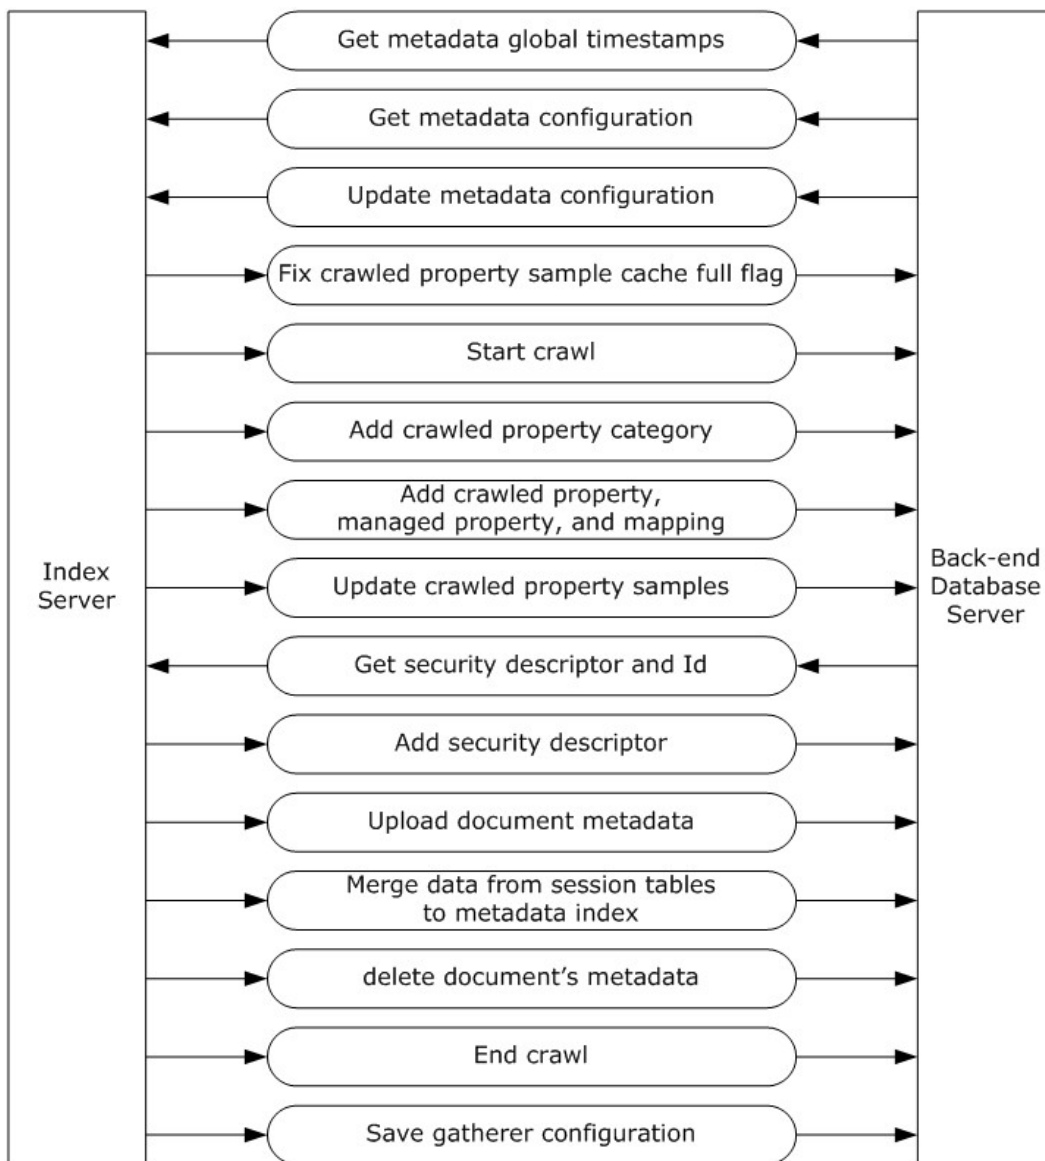 Get metadata global timestamps
Get metadata configuration
Update metadata configuration
Fix crawled property sample cache full flag
Start crawl
Add crawled property category
Add crawled property,
managed property, and mapping
Index
Server
Update crawled property samples
Back-end
Database
Server
Get security descriptor and Id
Add security descriptor
Upload document metadata
Merge data from session tables
to metadata index
delete document's metadata
End crawl
Save gatherer configuration